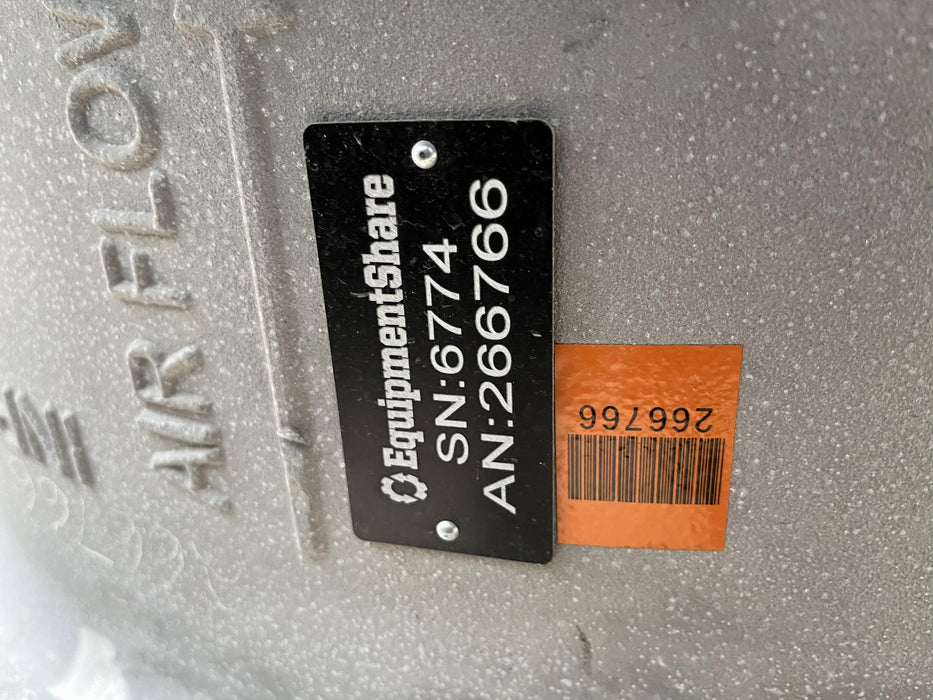 AIR FLOW
EquipmentShare
SN:6774
AN:266766
266766